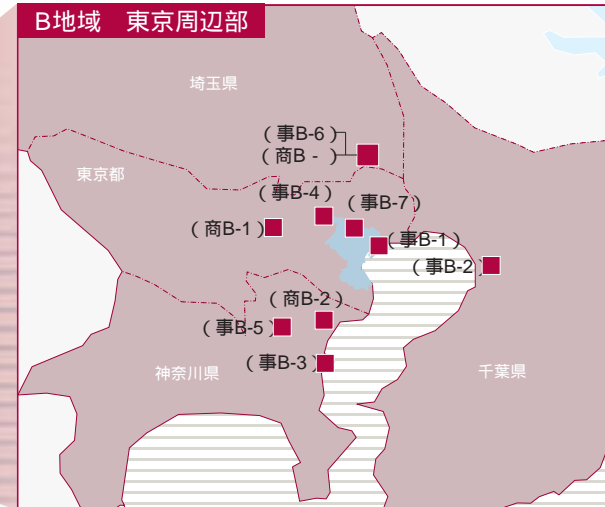 B地域 東京周辺部
埼玉県
（事B-6）
（商B - ）
東京都
（事B-4）
（事B-7）
（商B-1）
（事B-1）
（事B-2）
（商B-2）
（事B-5）
（事B-3）
神奈川県
千葉県